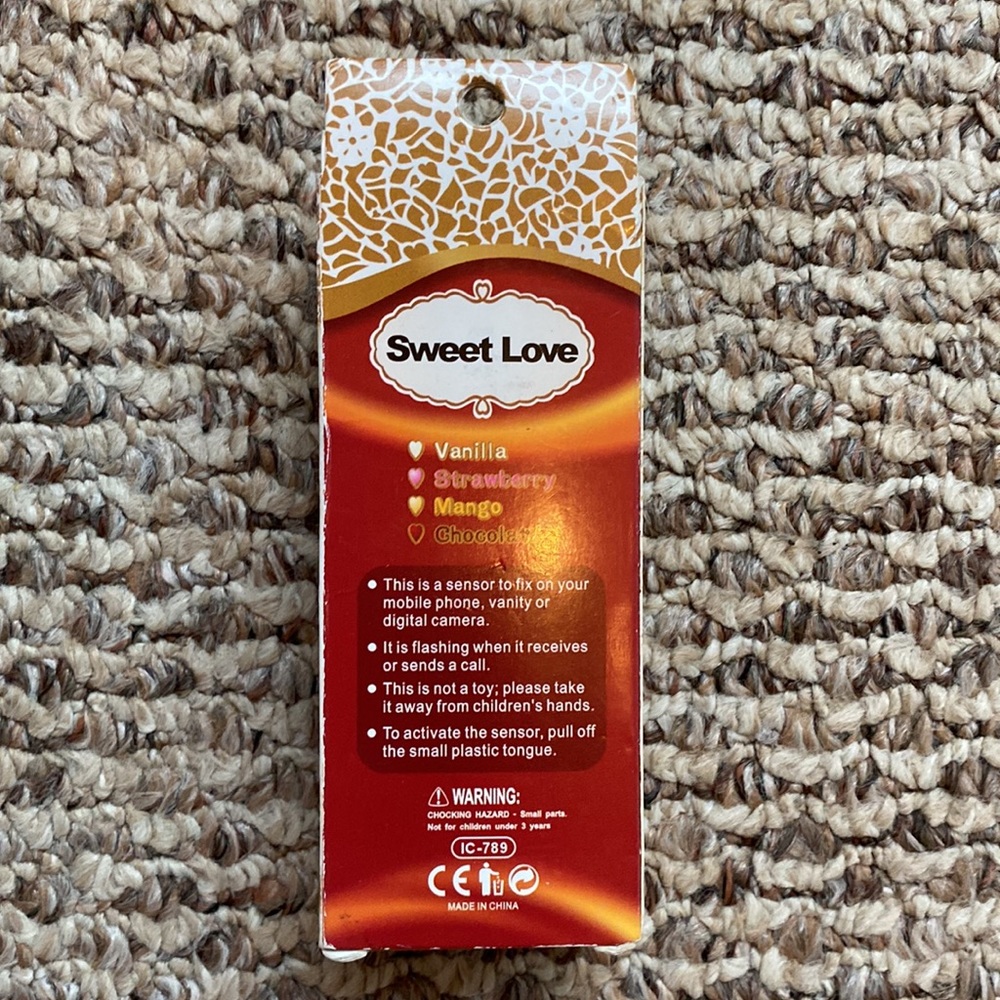 Sweet Love
Vanilla
Strawberry
Mango
Chocolate
• This is a sensor to fix on your
mobile phone, vanity or
digital camera.
• It is flashing when it receives
or sends a call.
• This is not a toy; please take
it away from children's hands.
• To activate the sensor, pull off
the small plastic tongue.
WARNING:
CHOCKING HAZARD - Small parts.
Not for children under 3 years
IC-789
CE
MADE IN CHINA